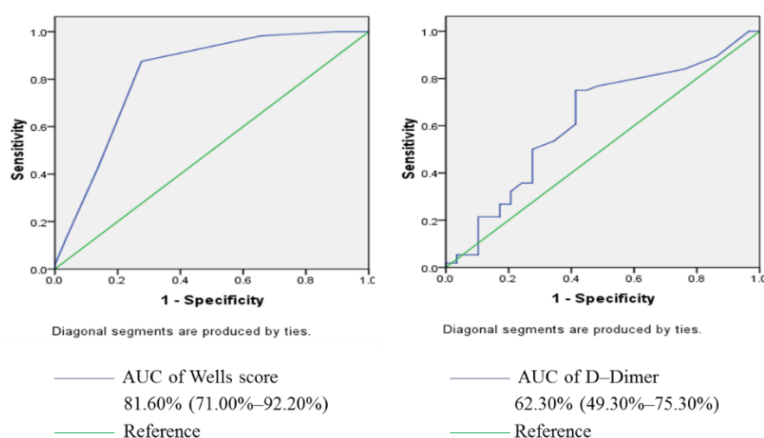 Sensitivity
1.0
0.8
0.6
0.4
0.2
0.0
0.0 0.2 0.4 0.6 0.8 1.0
1 - Specificity
Diagonal segments are produced by ties.
AUC of Wells score
81.60% (71.00%–92.20%)
Reference
Sensitivity
1.0
0.8
0.6
0.4
0.2
0.0
0.0 0.2 0.4 0.6 0.8 1.0
1 - Specificity
Diagonal segments are produced by ties.
AUC of D–Dimer
62.30% (49.30%–75.30%)
Reference